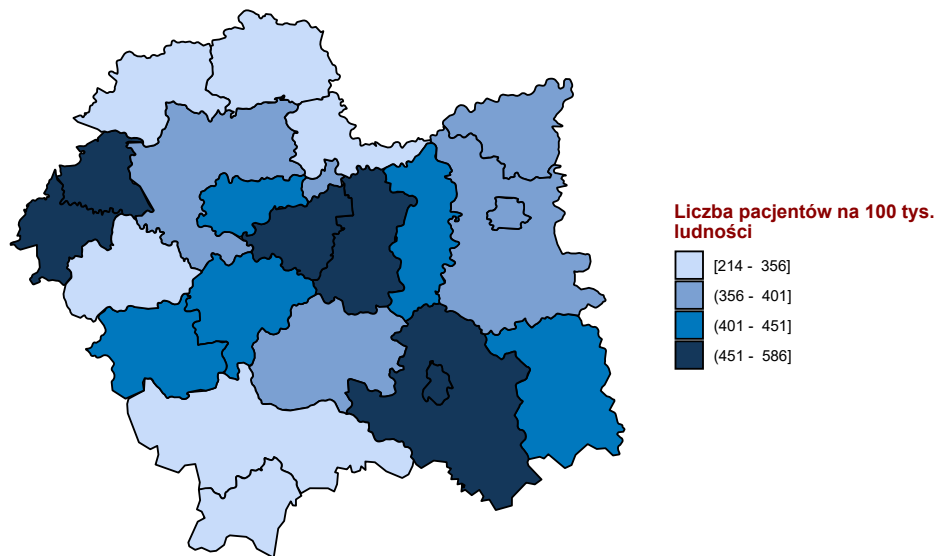 Liczba pacjentów na 100 tys.
ludności
[214 - 356]
(356 - 401]
(401 - 451]
(451 - 586]